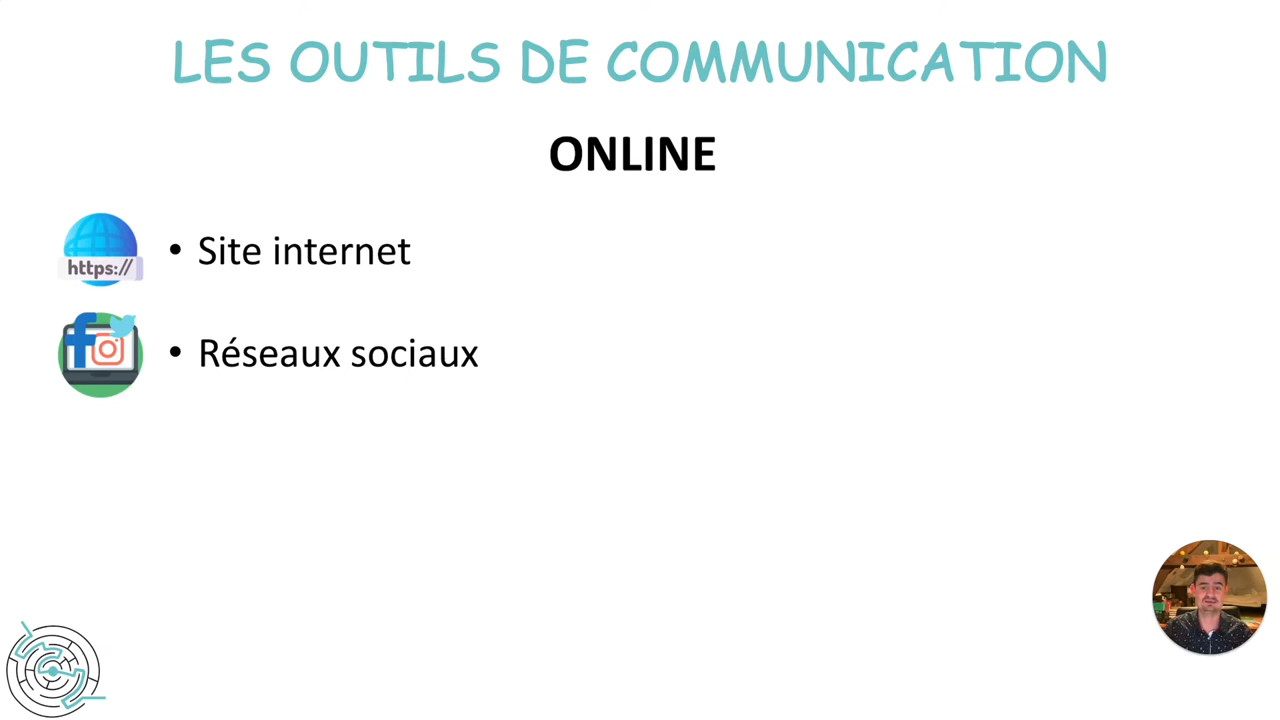 LES OUTILS DE COMMUNICATION
ONLINE
https://
• Site internet
• Réseaux sociaux